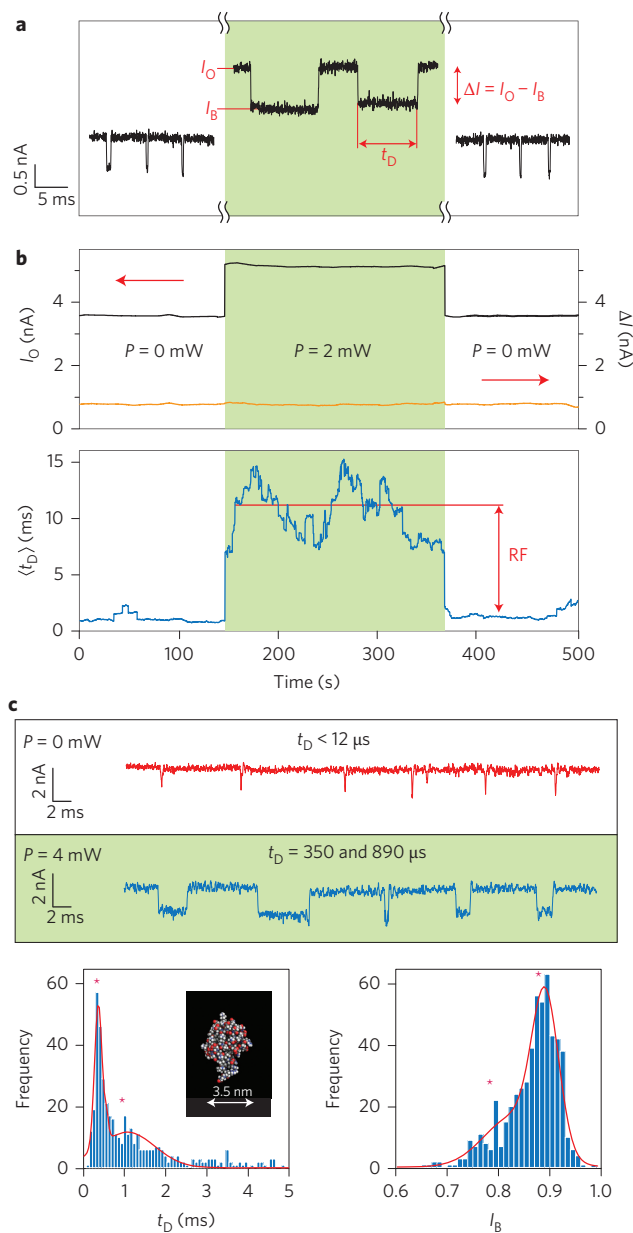 a
I_O
I_B
ΔI = I_O − I_B
t_D
0.5 nA
5 ms
b
I_O (nA)
4
2
0
P = 0 mW
P = 2 mW
P = 0 mW
4
2
0
ΔI (nA)
⟨t_D⟩ (ms)
15
10
5
0
RF
0
100
200
300
400
500
Time (s)
c
P = 0 mW
t_D < 12 µs
2 nA
2 ms
P = 4 mW
t_D = 350 and 890 µs
2 nA
2 ms
Frequency
60
40
20
0
*
*
3.5 nm
0
1
2
3
4
5
t_D (ms)
Frequency
60
40
20
0
*
*
0.6
0.7
0.8
0.9
1.0
I_B